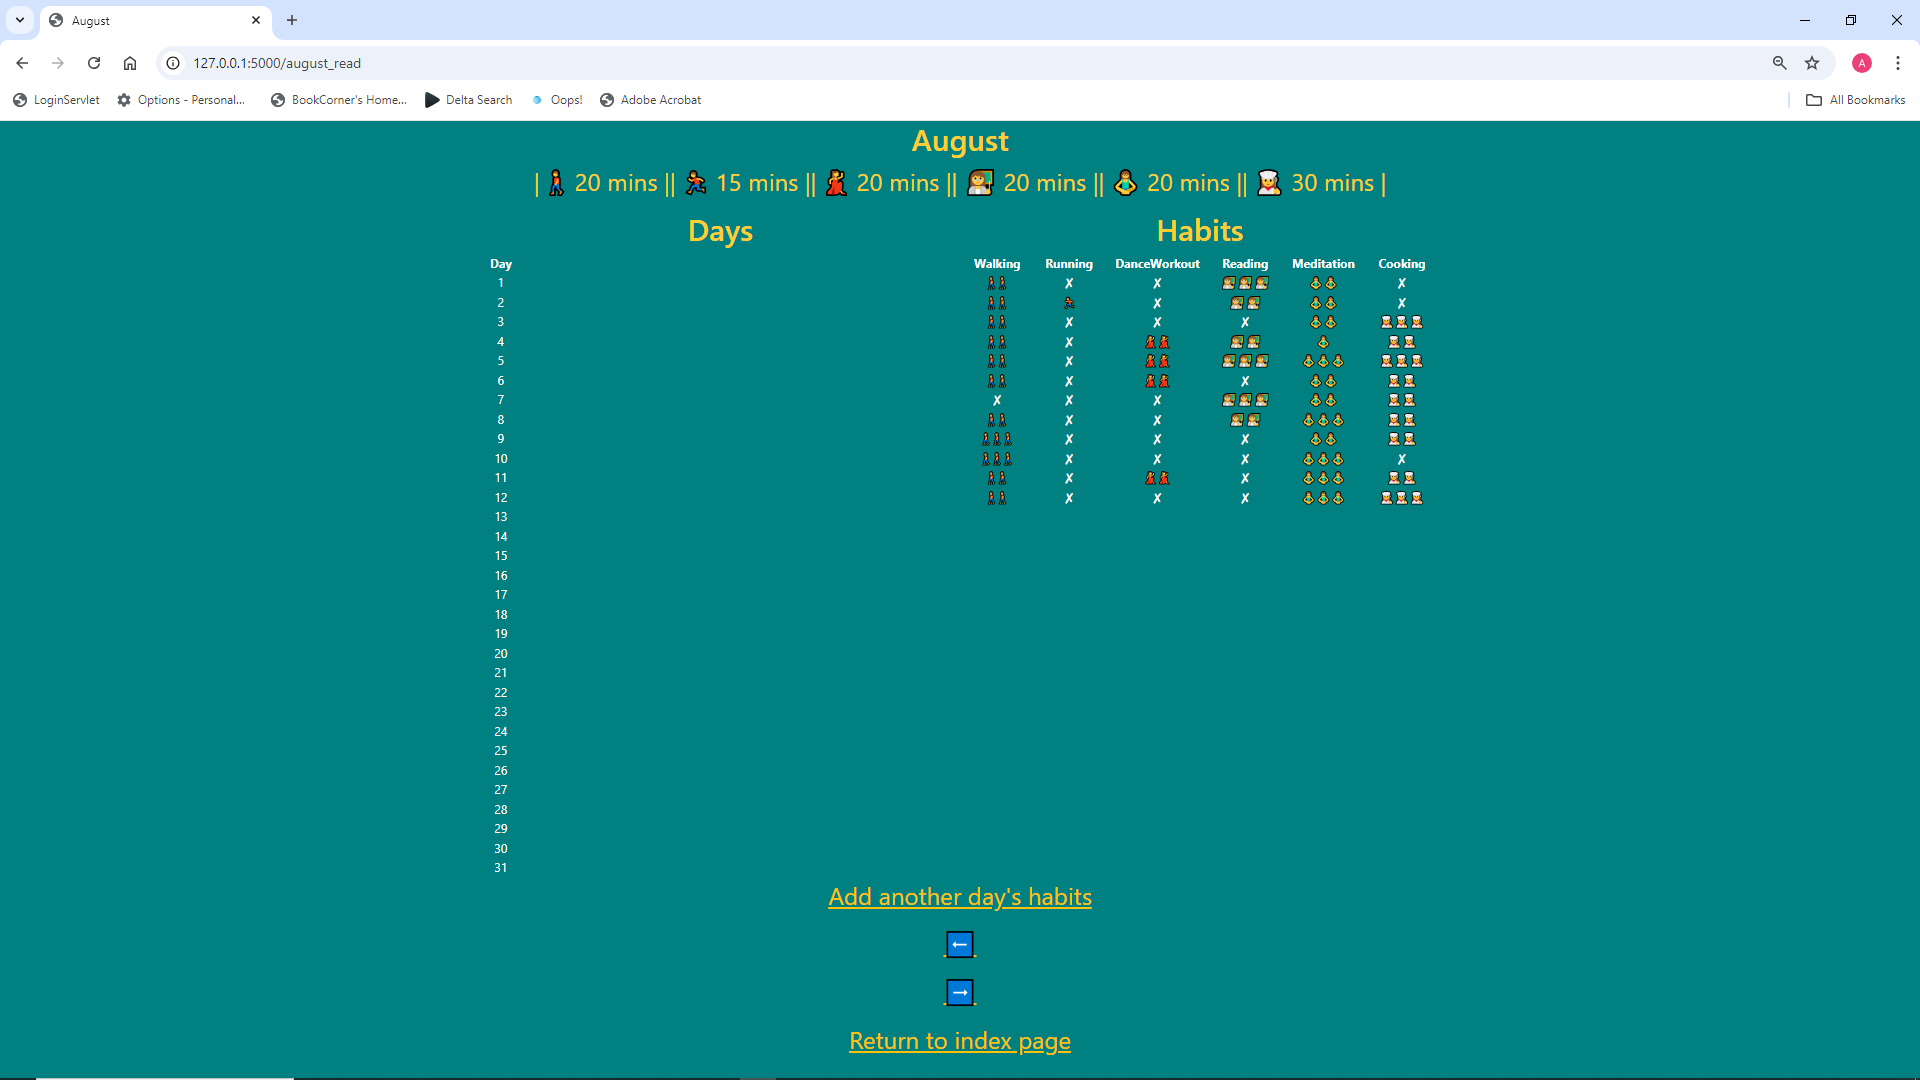 August
127.0.0.1:5000/august_read
A
LoginServlet
Options - Personal...
BookCorner's Home...
Delta Search
Oops!
Adobe Acrobat
All Bookmarks
August
| 🚶 20 mins || 🏃 15 mins || 💃 20 mins || 👩‍🏫 20 mins || 🧘 20 mins || 👩‍🍳 30 mins |
Days Habits
Day Walking Running DanceWorkout Reading Meditation Cooking
1 ✗ ✗ ✗
2 ✗ ✗
3 ✗ ✗ ✗
4 ✗
5 ✗
6 ✗ ✗
7 ✗ ✗ ✗
8 ✗ ✗
9 ✗ ✗ ✗
10 ✗ ✗ ✗ ✗
11 ✗ ✗
12 ✗ ✗ ✗
13
14
15
16
17
18
19
20
21
22
23
24
25
26
27
28
29
30
31
Add another day's habits
←
→
Return to index page